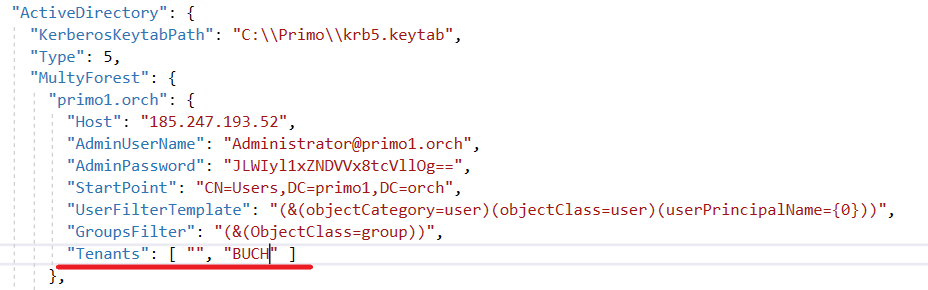 "ActiveDirectory": {
"KerberosKeytabPath": "C:\\Primo\\krb5.keytab",
"Type": 5,
"MultyForest": {
"primo1.orch": {
"Host": "185.247.193.52",
"AdminUserName": "Administrator@primo1.orch",
"AdminPassword": "JLWIyl1xZNDVVx8tcVllOg==",
"StartPoint": "CN=Users,DC=primo1,DC=orch",
"UserFilterTemplate": "(&(objectCategory=user)(objectClass=user)(userPrincipalName={0}))",
"GroupsFilter": "(&(ObjectClass=group))",
"Tenants": [ "", "BUCH" ]
},